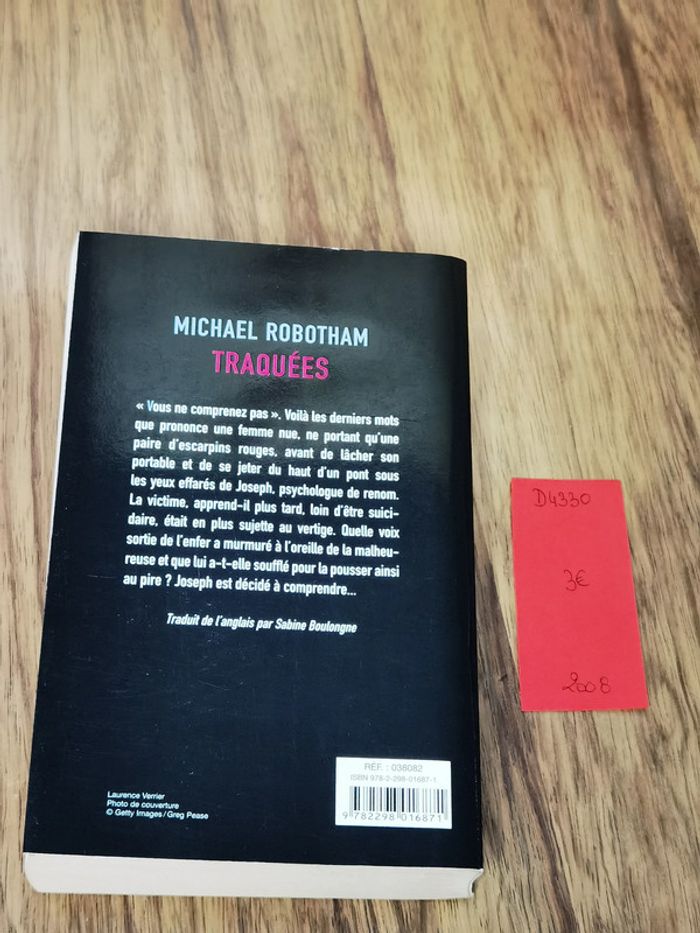 MICHAEL ROBOTHAM
TRAQUÉES
« Vous ne comprenez pas ». Voilà les derniers mots
que prononce une femme nue, ne portant qu'une
paire d'escarpins rouges, avant de lâcher son
portable et de se jeter du haut d'un pont sous
les yeux effarés de Joseph, psychologue de renom.
La victime, apprend-il plus tard, loin d'être suici-
daire, était en plus sujette au vertige. Quelle voix
sortie de l'enfer a murmuré à l'oreille de la malheu-
reuse et que lui a-t-elle soufflé pour la pousser ainsi
au pire ? Joseph est décidé à comprendre...
Traduit de l'anglais par Sabine Boulongne
RÉF. : 036082
ISBN 978-2-298-01687-1
9 782298 016871
Laurence Verrier
Photo de couverture
© Getty Images / Greg Pease
D4330
3€
2008